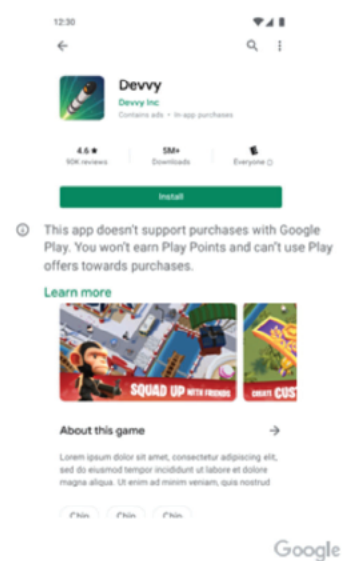 12:30
Devvy
Devvy Inc
Contains ads • In-app purchases
4.6★ 5M+
90K reviews Downloads Everyone
Install
This app doesn't support purchases with Google
Play. You won't earn Play Points and can't use Play
offers towards purchases.
Learn more
SQUAD UP WITH FRIENDS CREATE CUS
About this game
Lorem ipsum dolor sit amet, consectetur adipiscing elit,
sed do eiusmod tempor incididunt ut labore et dolore
magna aliqua. Ut enim ad minim veniam, quis nostrud
Chip Chip Chip
Google